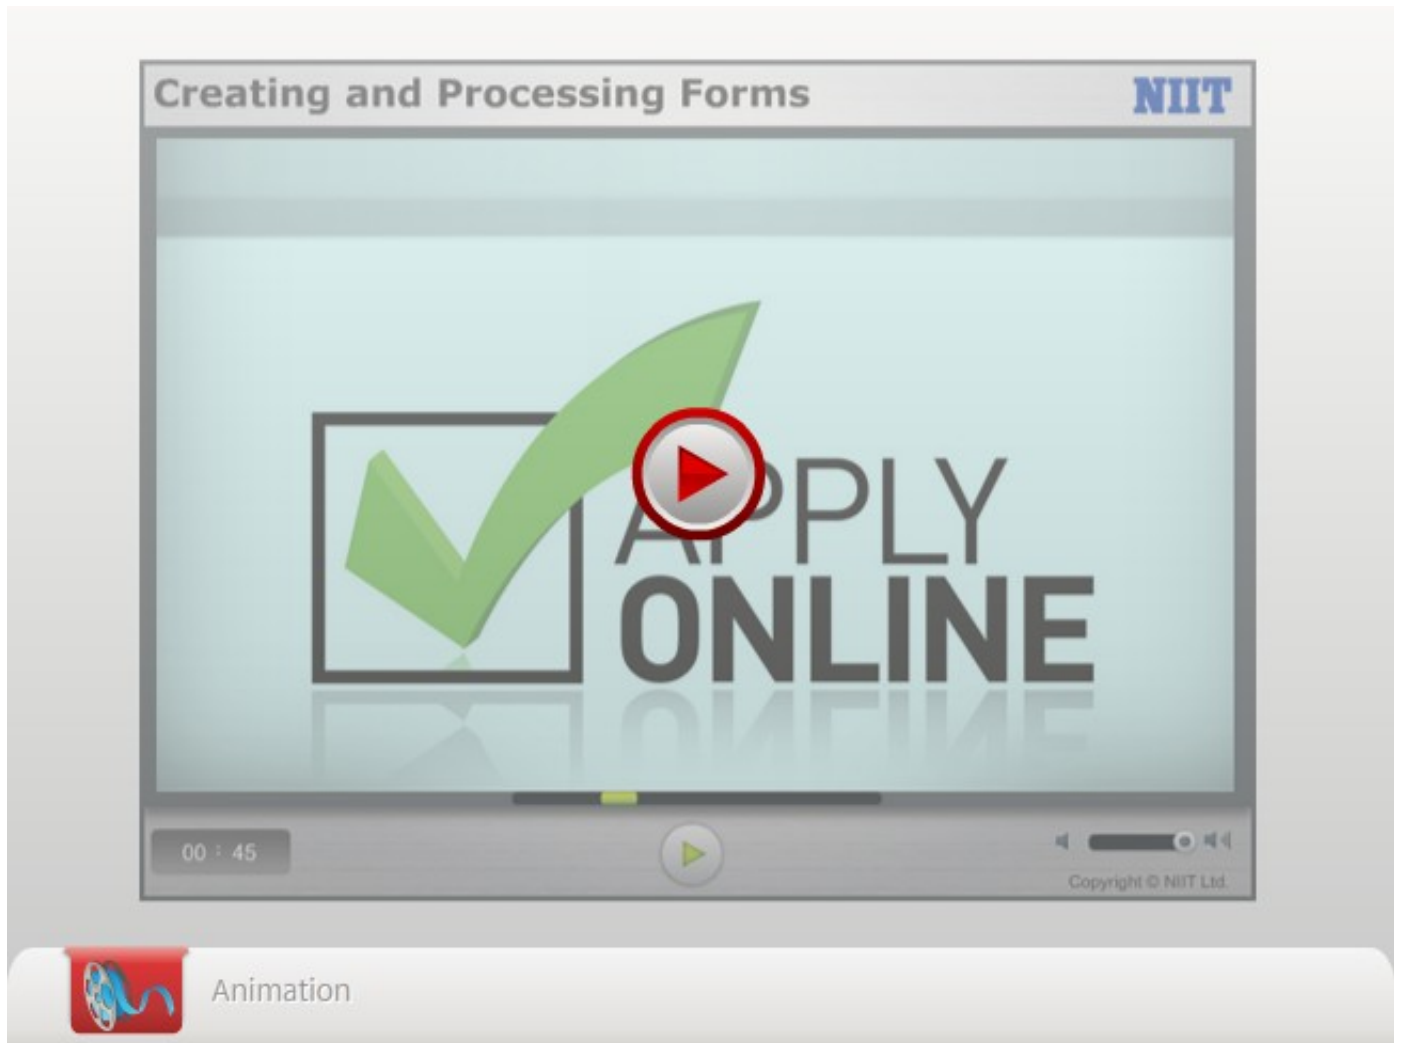 Creating and Processing Forms
NIIT
APPLY
ONLINE
00 : 45
Copyright © NIIT Ltd.
Animation